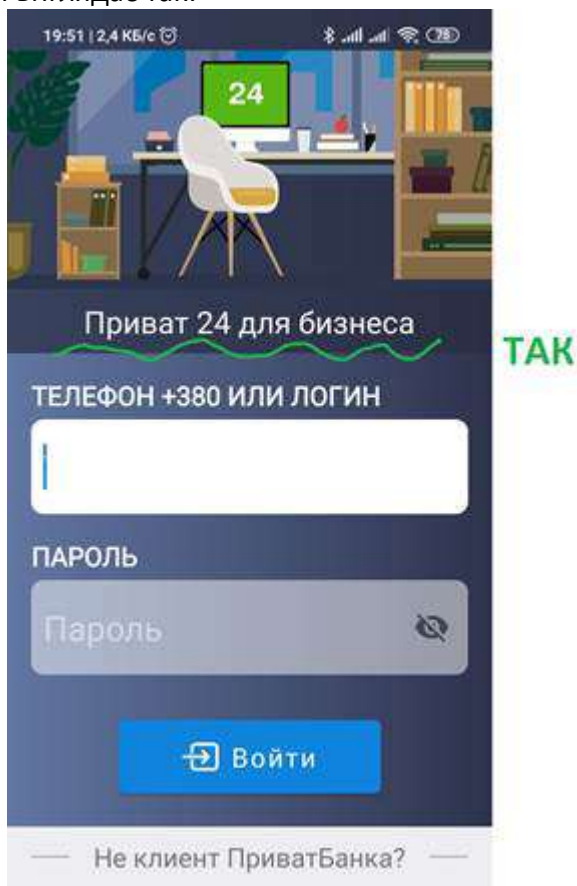 19:51 | 2,4 КБ/с 78
24
Приват 24 для бизнеса
ТАК
ТЕЛЕФОН +380 ИЛИ ЛОГИН
ПАРОЛЬ
Пароль
Войти
Не клиент ПриватБанка?